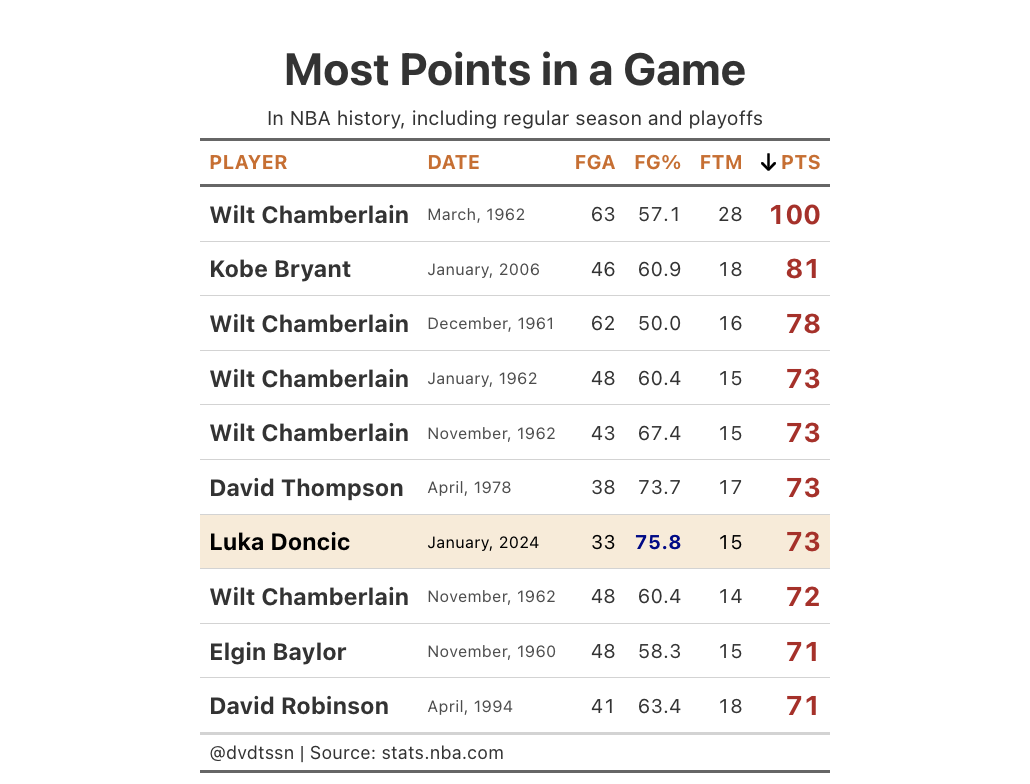 Most Points in a Game
In NBA history, including regular season and playoffs
PLAYER DATE FGA FG% FTM ↓ PTS
Wilt Chamberlain March, 1962 63 57.1 28 100
Kobe Bryant January, 2006 46 60.9 18 81
Wilt Chamberlain December, 1961 62 50.0 16 78
Wilt Chamberlain January, 1962 48 60.4 15 73
Wilt Chamberlain November, 1962 43 67.4 15 73
David Thompson April, 1978 38 73.7 17 73
Luka Doncic January, 2024 33 75.8 15 73
Wilt Chamberlain November, 1962 48 60.4 14 72
Elgin Baylor November, 1960 48 58.3 15 71
David Robinson April, 1994 41 63.4 18 71
@dvdtssn | Source: stats.nba.com